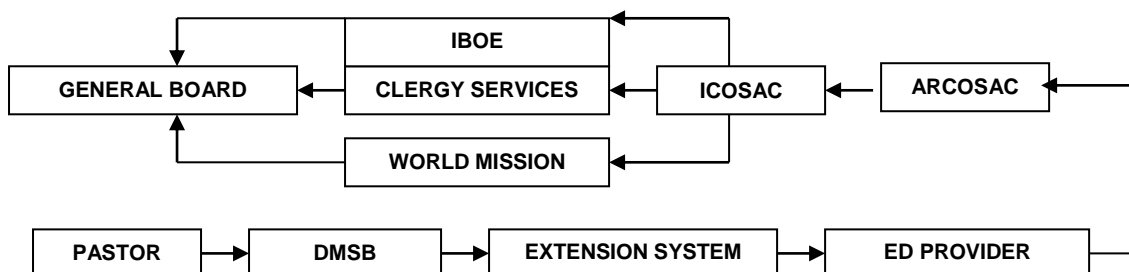 IBOE
GENERAL BOARD
CLERGY SERVICES
ICOSAC
ARCOSAC
WORLD MISSION
PASTOR
DMSB
EXTENSION SYSTEM
ED PROVIDER